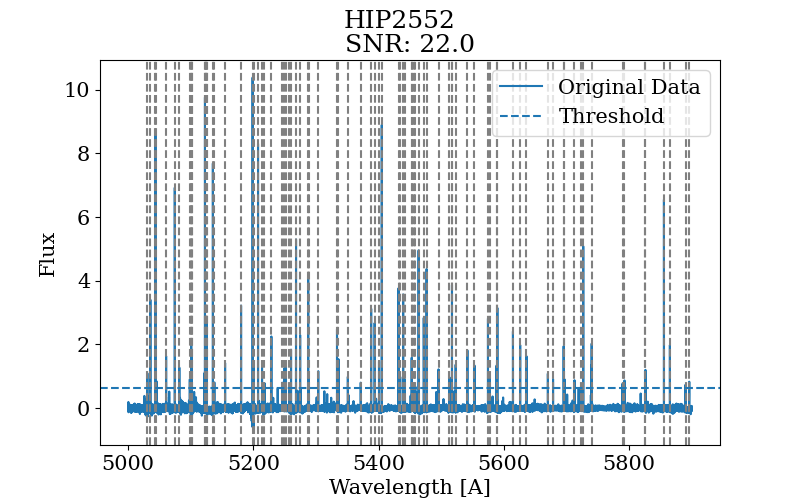 HIP2552
SNR: 22.0
Original Data
Threshold
Flux
10
8
6
4
2
0
5000 5200 5400 5600 5800
Wavelength [A]